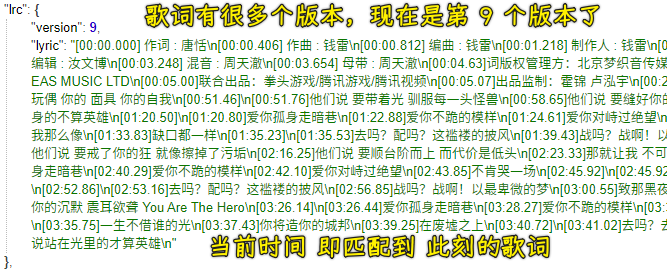 "lrc": {
歌词有很多个版本，现在是第 9 个版本了
"version": 9,
"lyric": "[00:00.000] 作词 : 唐恬\n[00:00.406] 作曲 : 钱雷\n[00:00.812] 编曲 : 钱雷\n[00:01.218] 制作人 : 钱雷\n[00:0
编辑 : 汝文博\n[00:03.248] 混音 : 周天澈\n[00:03.654] 母带 : 周天澈\n[00:04.63]词版权管理方：北京梦织音传媒
EAS MUSIC LTD\n[00:05.00]联合出品：拳头游戏/腾讯游戏/腾讯视频\n[00:05.07]出品监制：霍锦 卢泓宇\n[00:2
玩偶 你的 面具 你的自我\n[00:51.46]\n[00:51.76]他们说 要带着光 驯服每一头怪兽\n[00:58.65]他们说 要缝好你的
身的不算英雄\n[01:20.50]\n[01:20.80]爱你孤身走暗巷\n[01:22.88]爱你不跪的模样\n[01:24.61]爱你对峙过绝望\n
我那么像\n[01:33.83]缺口都一样\n[01:35.23]\n[01:35.53]去吗？配吗？这褴褛的披风\n[01:39.43]战吗？战啊！以
他们说 要戒了你的狂 就像擦掉了污垢\n[02:16.25]他们说 要顺台阶而上 而代价是低头\n[02:23.33]那就让我 不可
身走暗巷\n[02:40.29]爱你不跪的模样\n[02:42.10]爱你对峙过绝望\n[02:43.85]不肯哭一场\n[02:45.92]\n[02:45.92]
\n[02:52.86]\n[02:53.16]去吗？配吗？这褴褛的披风\n[02:56.85]战吗？战啊！以最卑微的梦\n[03:00.55]致那黑夜
你的沉默 震耳欲聋 You Are The Hero\n[03:26.14]\n[03:26.44]爱你孤身走暗巷\n[03:28.27]爱你不跪的模样\n[03:
\n[03:35.75]一生不借谁的光\n[03:37.43]你将造你的城邦\n[03:39.25]在废墟之上\n[03:40.72]\n[03:41.02]去吗？去
说站在光里的才算英雄\n"
当前时间 即匹配到 此刻的歌词
},